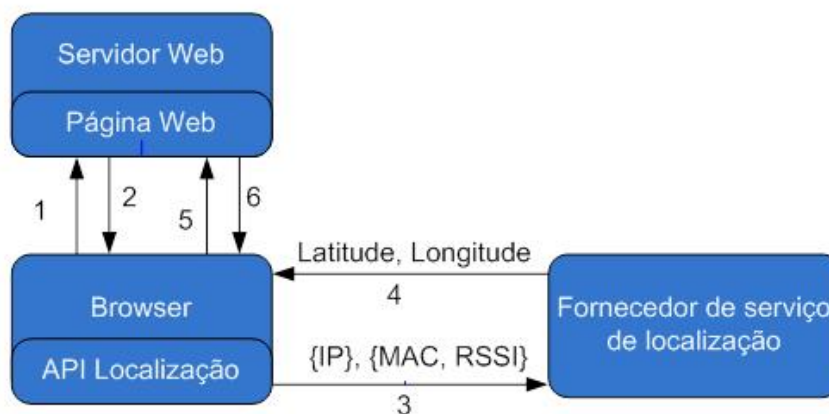 Servidor Web
Página Web
1
2
5
6
Latitude, Longitude
4
Browser
API Localização
{IP}, {MAC, RSSI}
3
Fornecedor de serviço
de localização